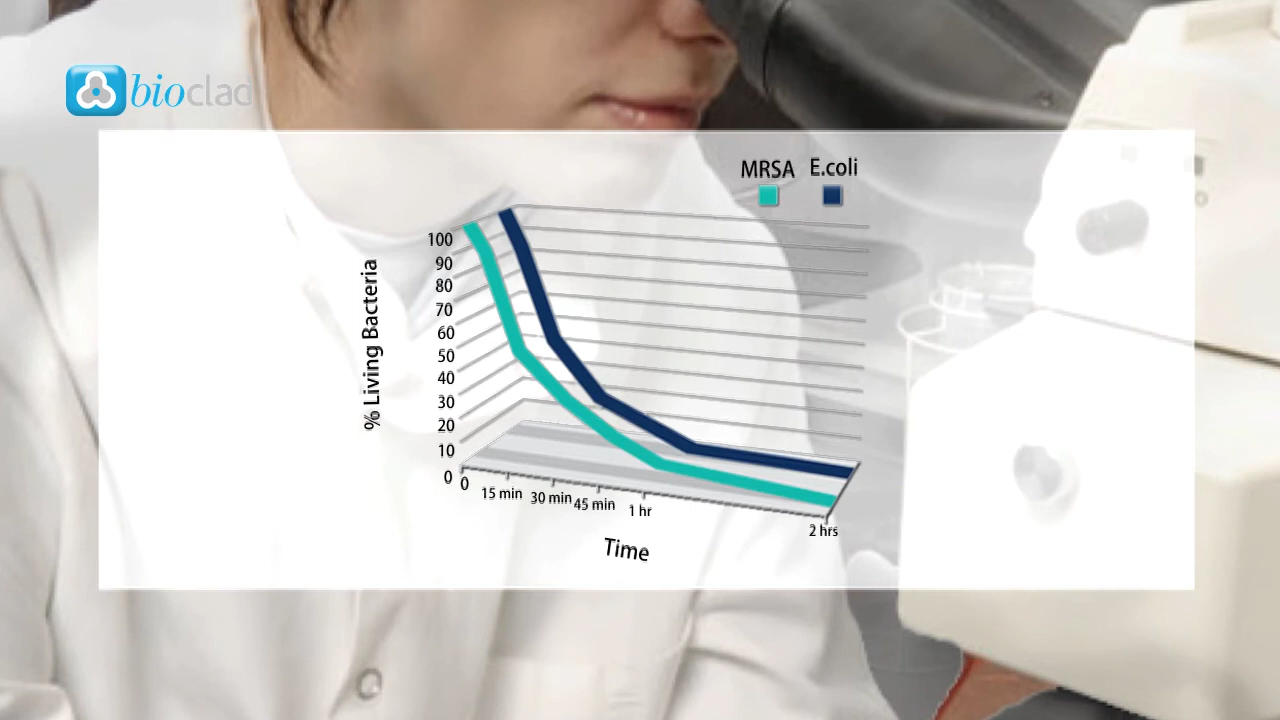 bioclad
MRSA E.coli
% Living Bacteria
100
90
80
70
60
50
40
30
20
10
0
0 15 min 30 min 45 min 1 hr 2 hrs
Time